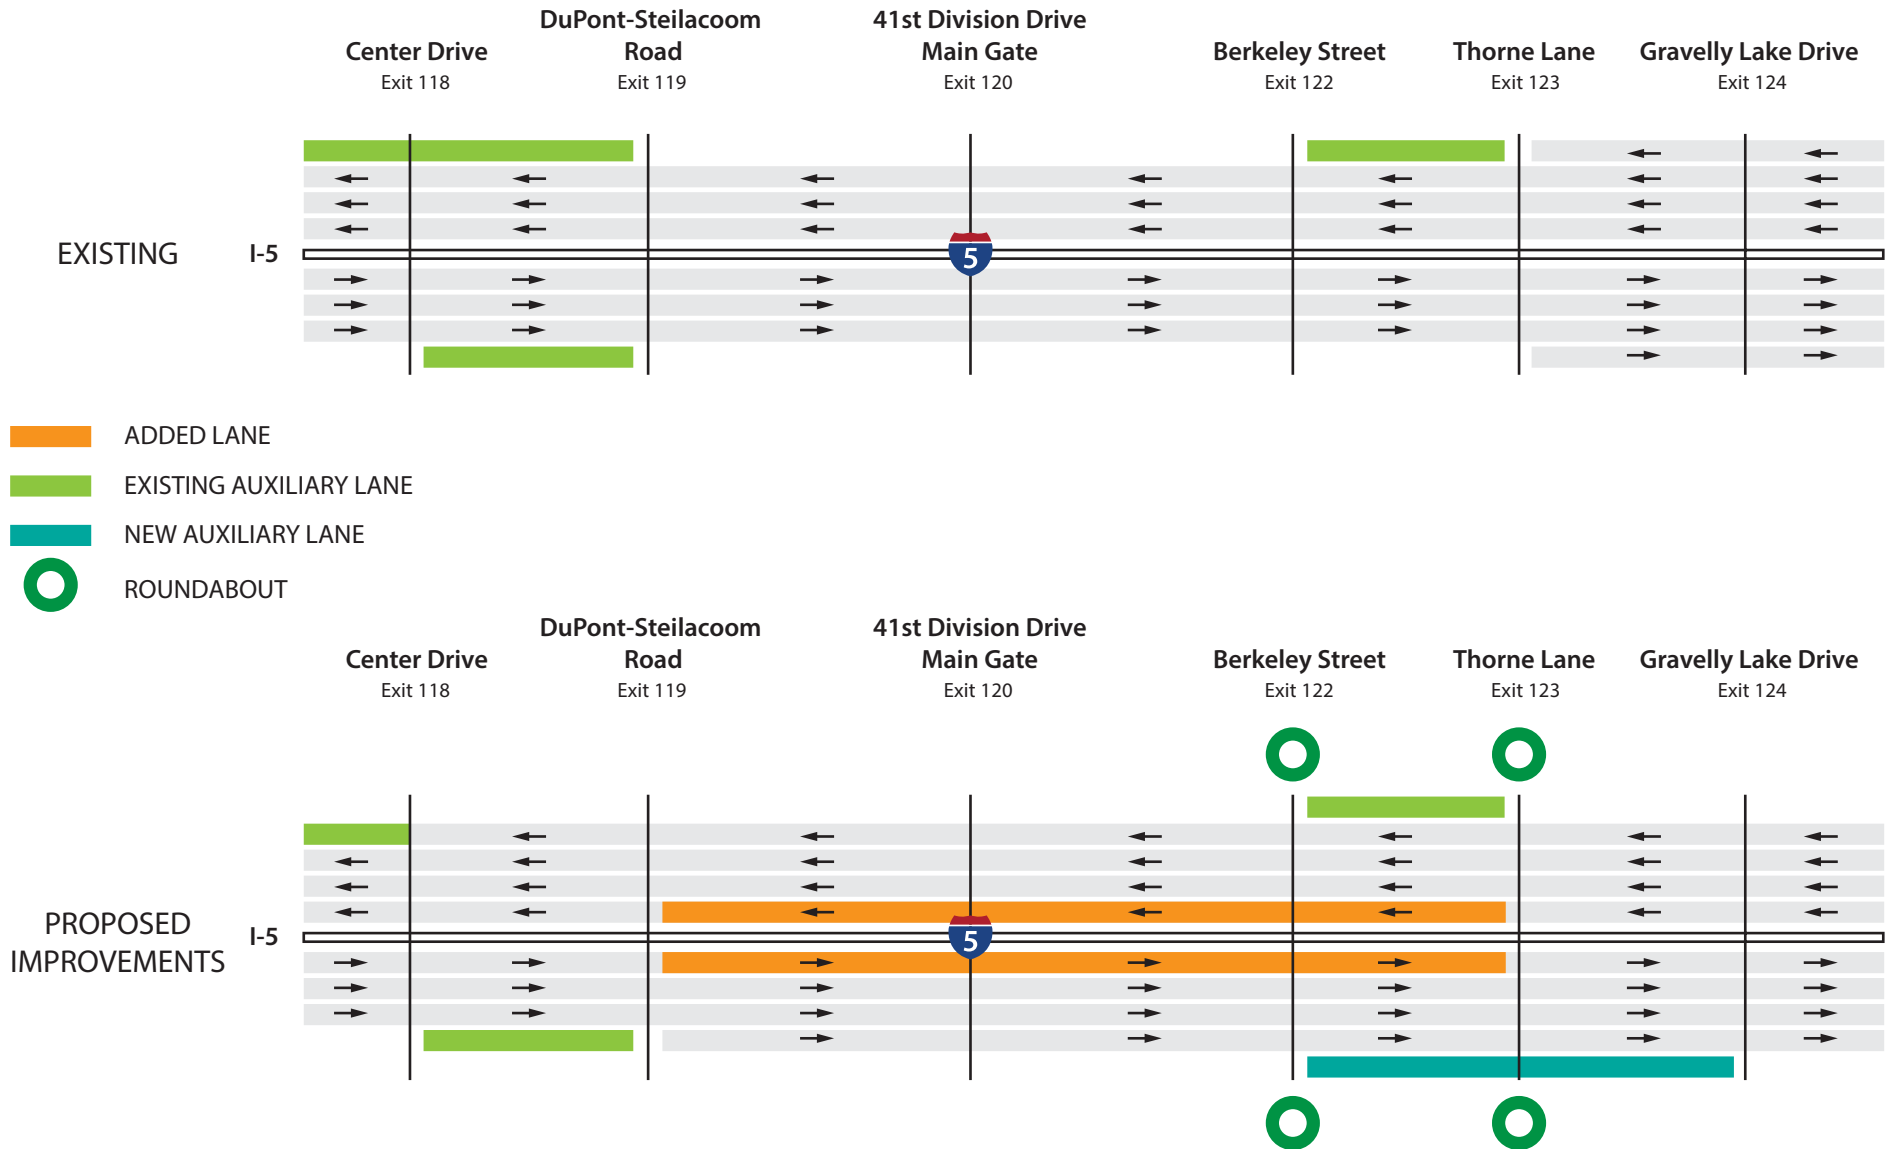 Center Drive
Exit 118
DuPont-Steilacoom
Road
Exit 119
41st Division Drive
Main Gate
Exit 120
Berkeley Street
Exit 122
Thorne Lane
Exit 123
Gravelly Lake Drive
Exit 124
EXISTING
I-5
5
ADDED LANE
EXISTING AUXILIARY LANE
NEW AUXILIARY LANE
ROUNDABOUT
Center Drive
Exit 118
DuPont-Steilacoom
Road
Exit 119
41st Division Drive
Main Gate
Exit 120
Berkeley Street
Exit 122
Thorne Lane
Exit 123
Gravelly Lake Drive
Exit 124
PROPOSED
IMPROVEMENTS
I-5
5